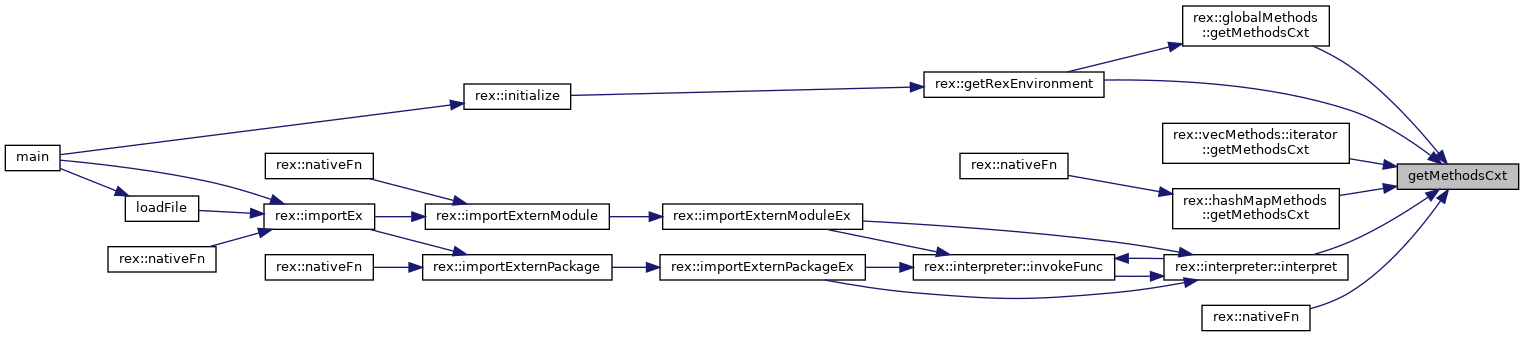 rex::globalMethods
::getMethodsCxt
rex::getRexEnvironment
rex::initialize
rex::vecMethods::iterator
::getMethodsCxt
main
rex::nativeFn
rex::nativeFn
getMethodsCxt
loadFile
rex::hashMapMethods
::getMethodsCxt
rex::importEx
rex::importExternModule
rex::importExternModuleEx
rex::nativeFn
rex::nativeFn
rex::importExternPackage
rex::importExternPackageEx
rex::interpreter::invokeFunc
rex::interpreter::interpret
rex::nativeFn